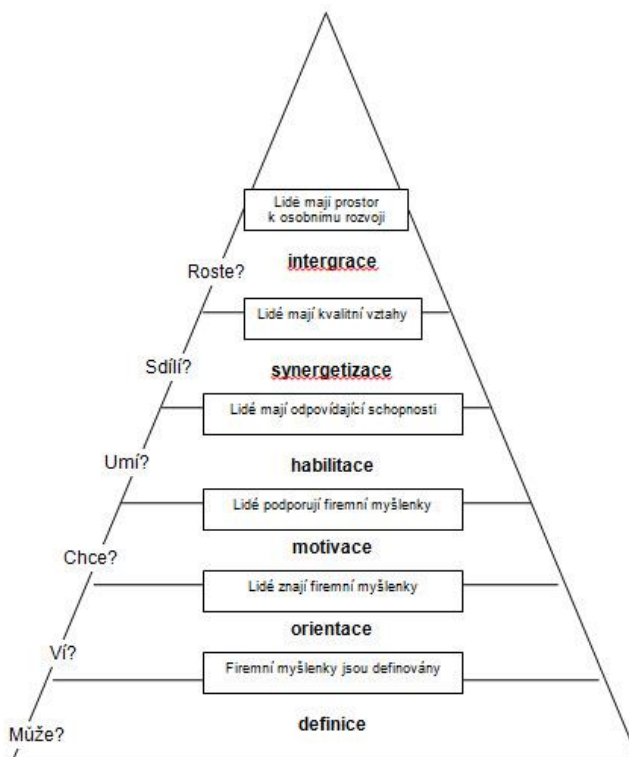 Lidé mají prostor
k osobnímu rozvoji
intergrace
Roste?
Lidé mají kvalitní vztahy
Sdílí?
synergetizace
Lidé mají odpovídající schopnosti
Umí?
habilitace
Lidé podporují firemní myšlenky
motivace
Chce?
Lidé znají firemní myšlenky
orientace
Ví?
Firemní myšlenky jsou definovány
definice
Může?